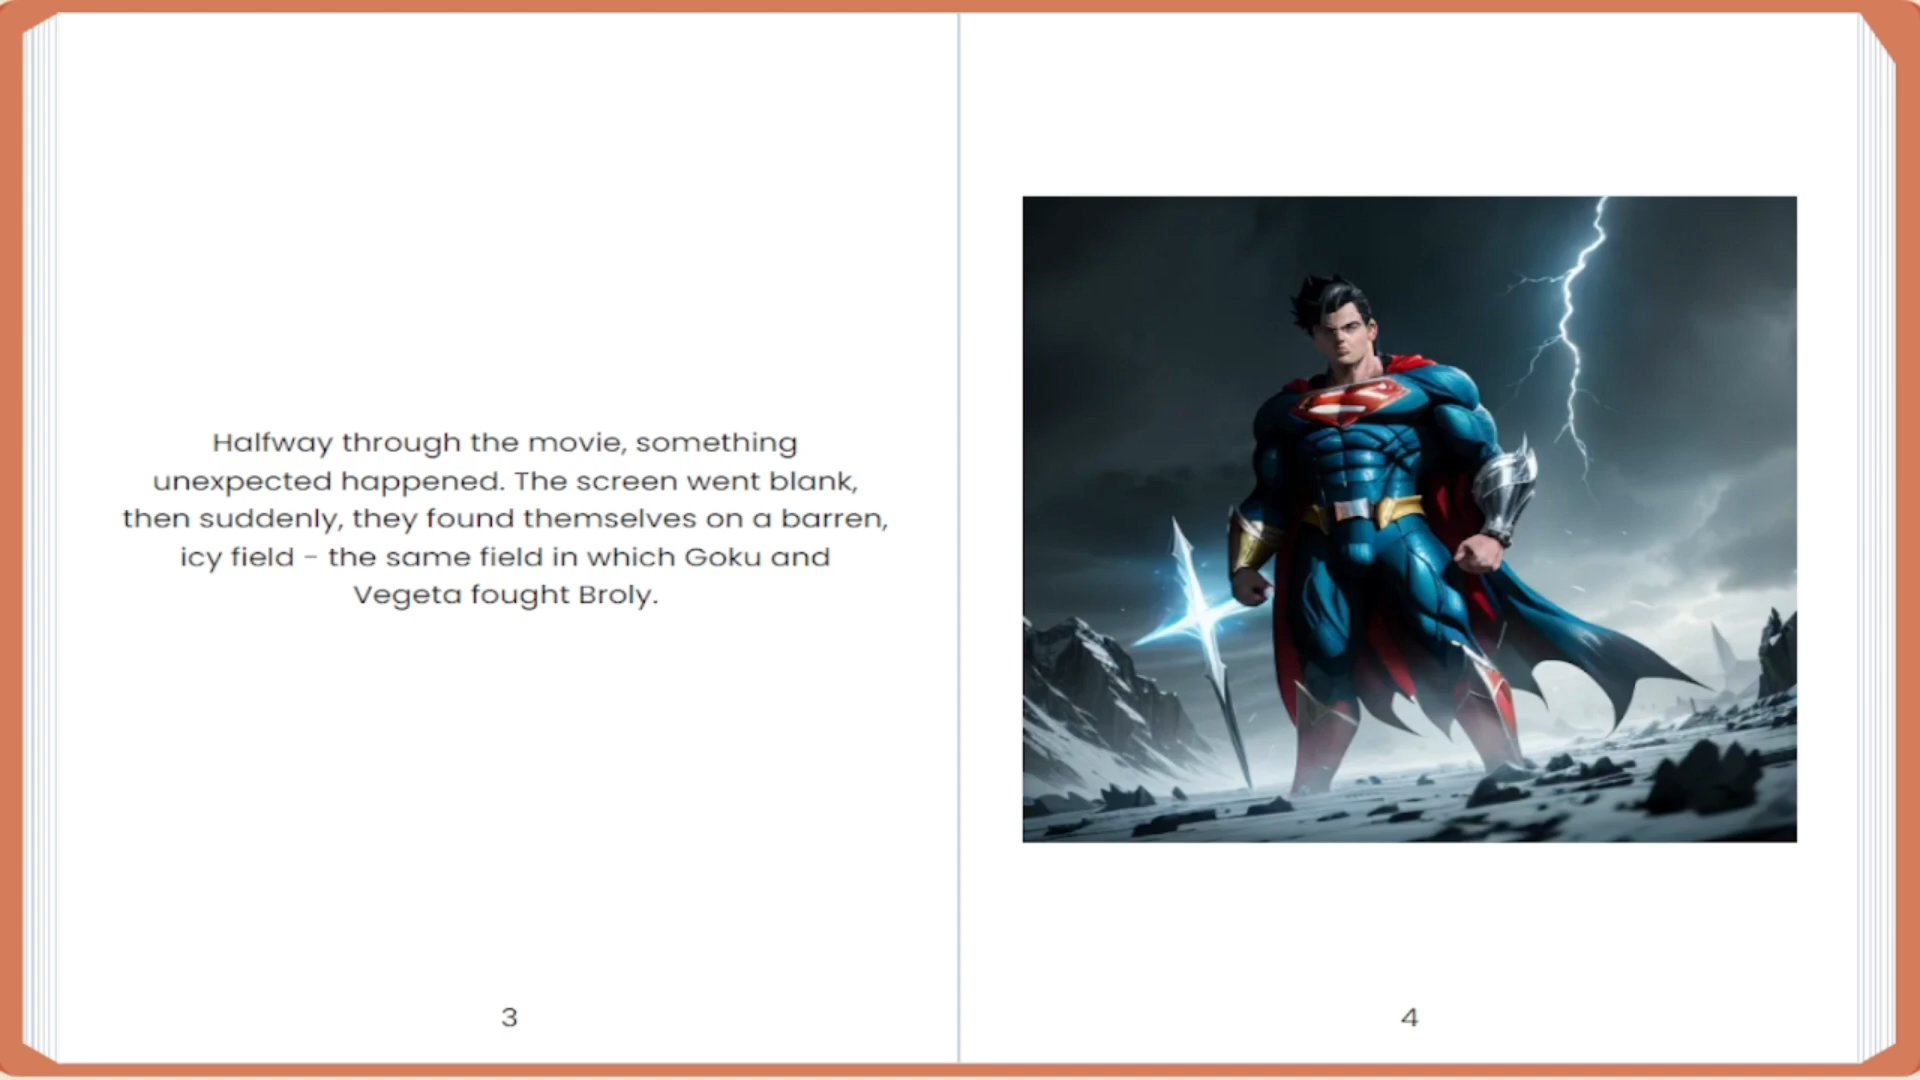 Halfway through the movie, something
unexpected happened. The screen went blank,
then suddenly, they found themselves on a barren,
icy field - the same field in which Goku and
Vegeta fought Broly.
3
4